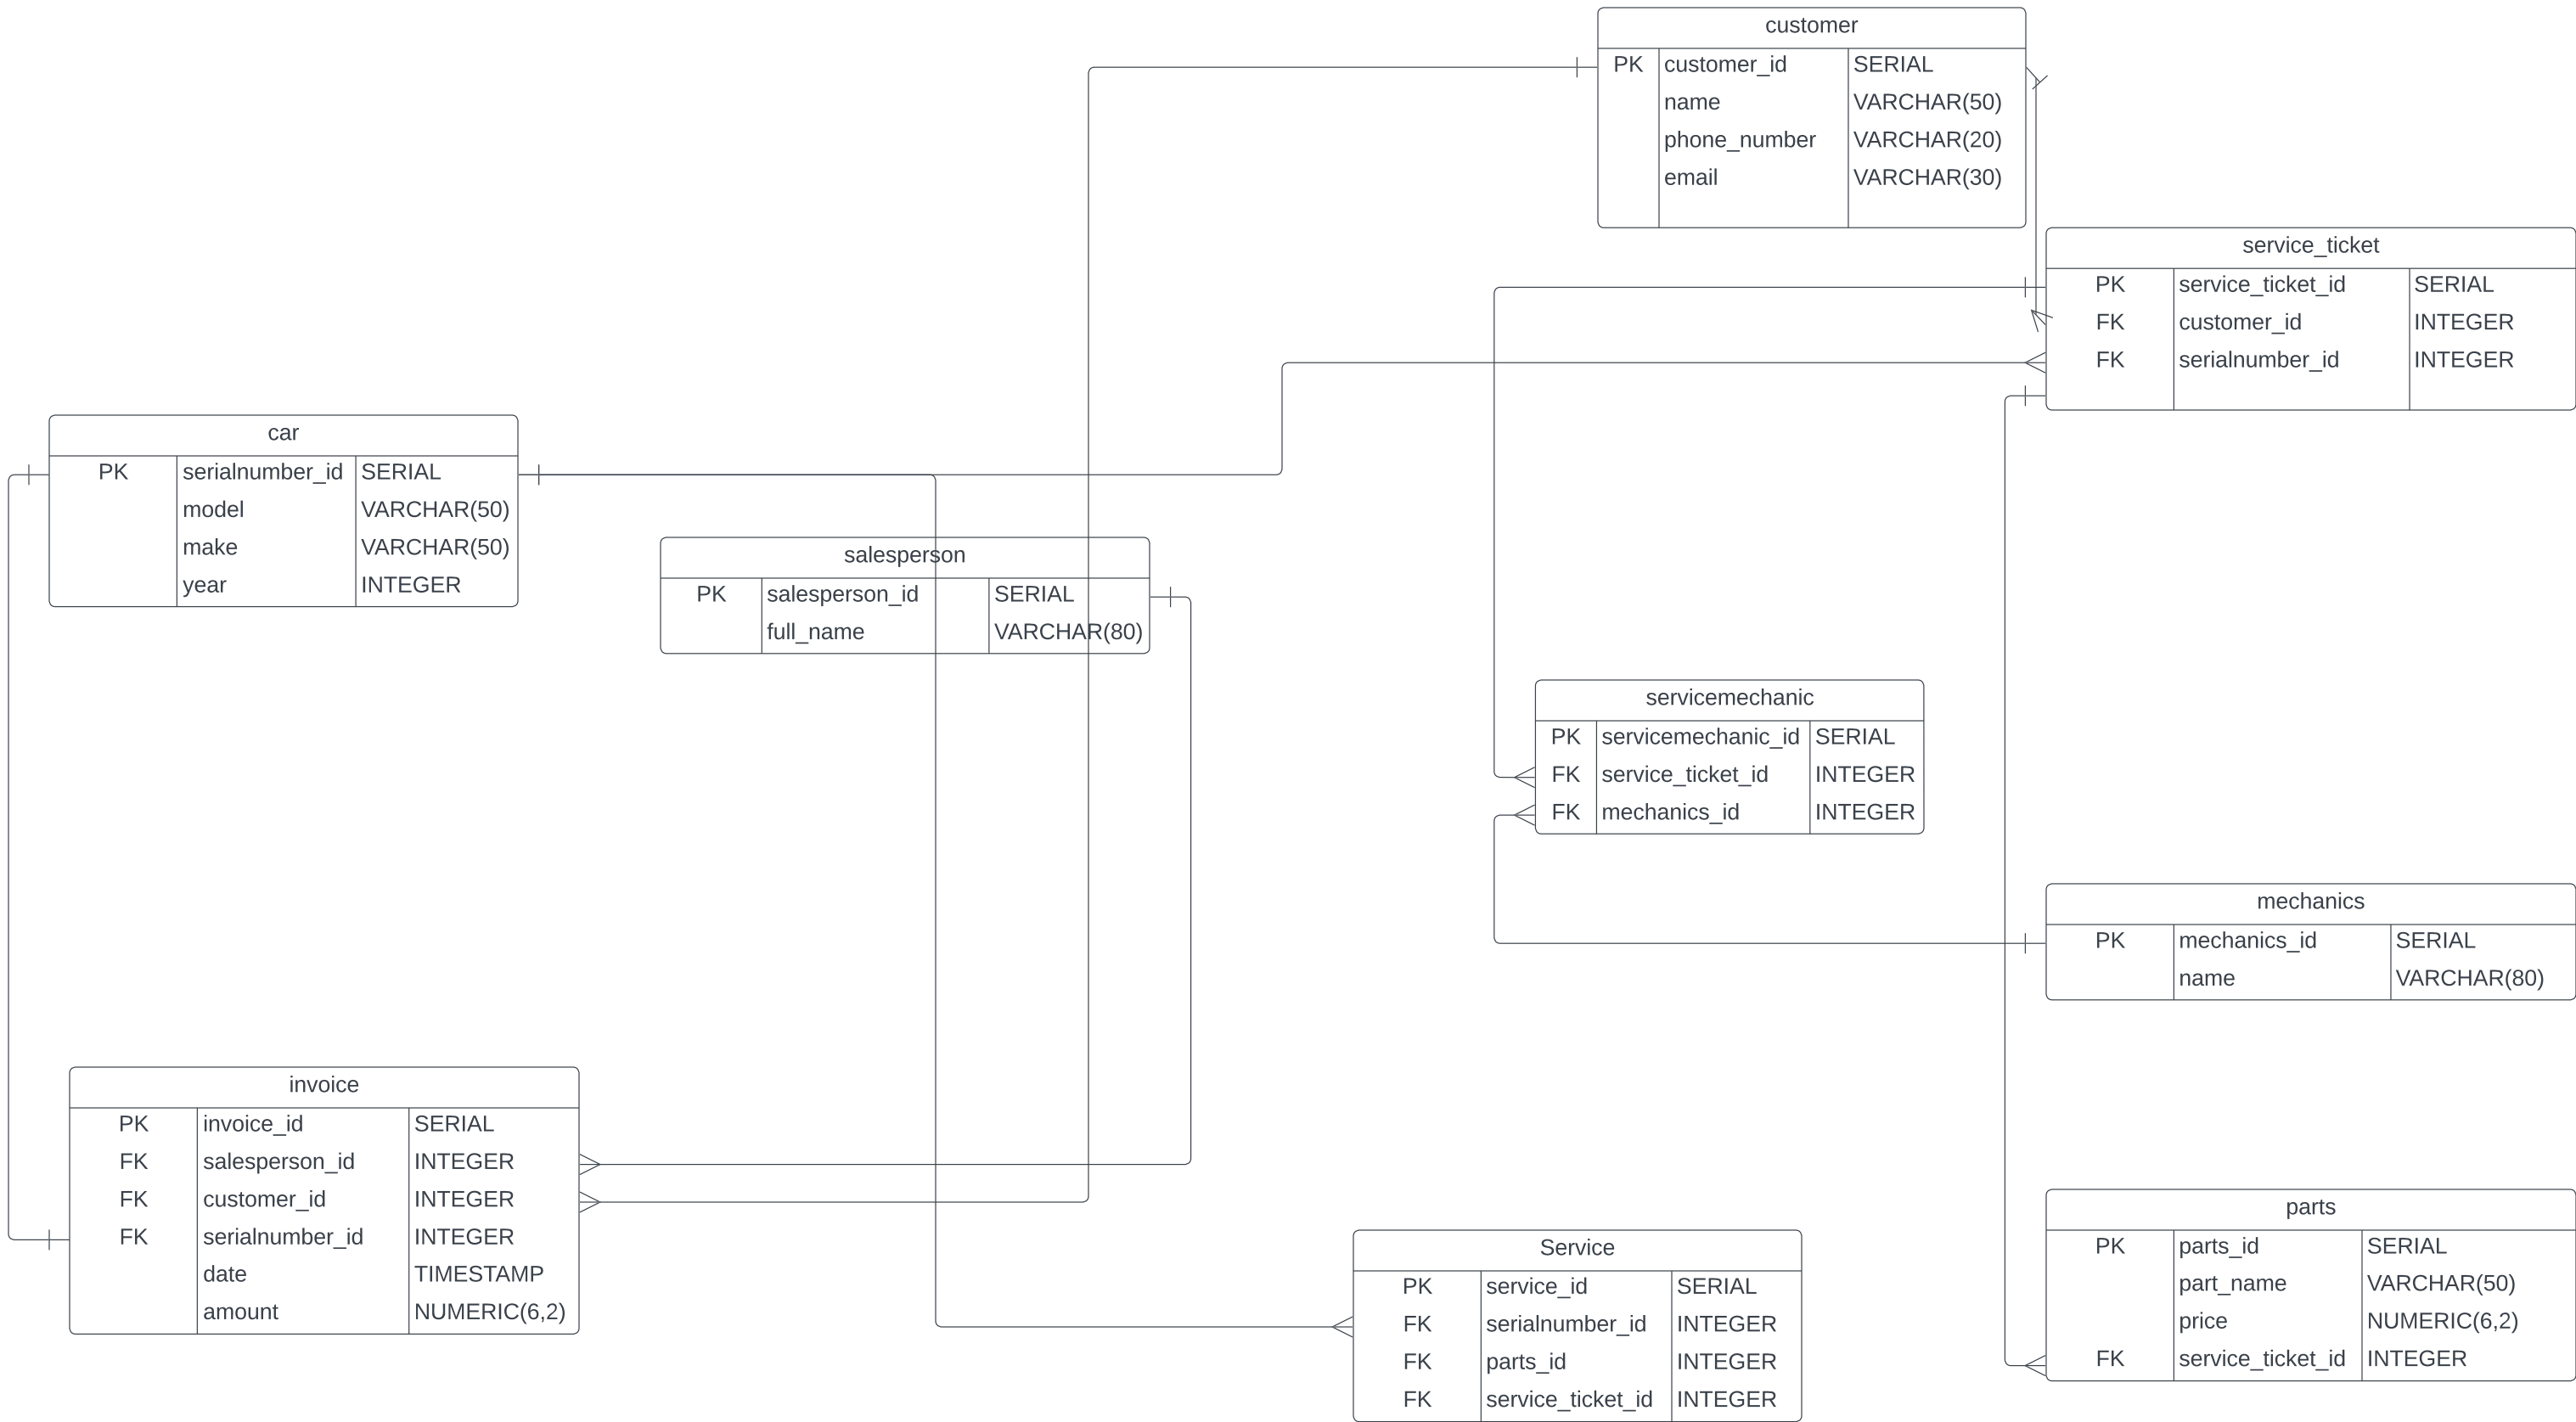 customer
PK customer_id SERIAL
name VARCHAR(50)
phone_number VARCHAR(20)
email VARCHAR(30)
service_ticket
PK service_ticket_id SERIAL
FK customer_id INTEGER
FK serialnumber_id INTEGER
car
PK serialnumber_id SERIAL
model VARCHAR(50)
make VARCHAR(50)
year INTEGER
salesperson
PK salesperson_id SERIAL
full_name VARCHAR(80)
servicemechanic
PK servicemechanic_id SERIAL
FK service_ticket_id INTEGER
FK mechanics_id INTEGER
mechanics
PK mechanics_id SERIAL
name VARCHAR(80)
invoice
PK invoice_id SERIAL
FK salesperson_id INTEGER
FK customer_id INTEGER
FK serialnumber_id INTEGER
date TIMESTAMP
amount NUMERIC(6,2)
Service
PK service_id SERIAL
FK serialnumber_id INTEGER
FK parts_id INTEGER
FK service_ticket_id INTEGER
parts
PK parts_id SERIAL
part_name VARCHAR(50)
price NUMERIC(6,2)
FK service_ticket_id INTEGER